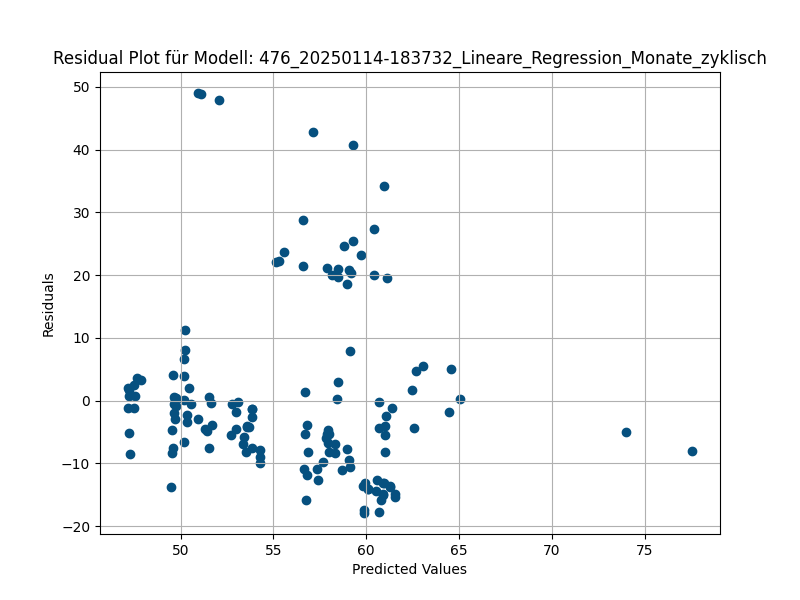 Residual Plot für Modell: 476_20250114-183732_Lineare_Regression_Monate_zyklisch
50
40
30
20
10
0
−10
−20
Residuals
50 55 60 65 70 75
Predicted Values